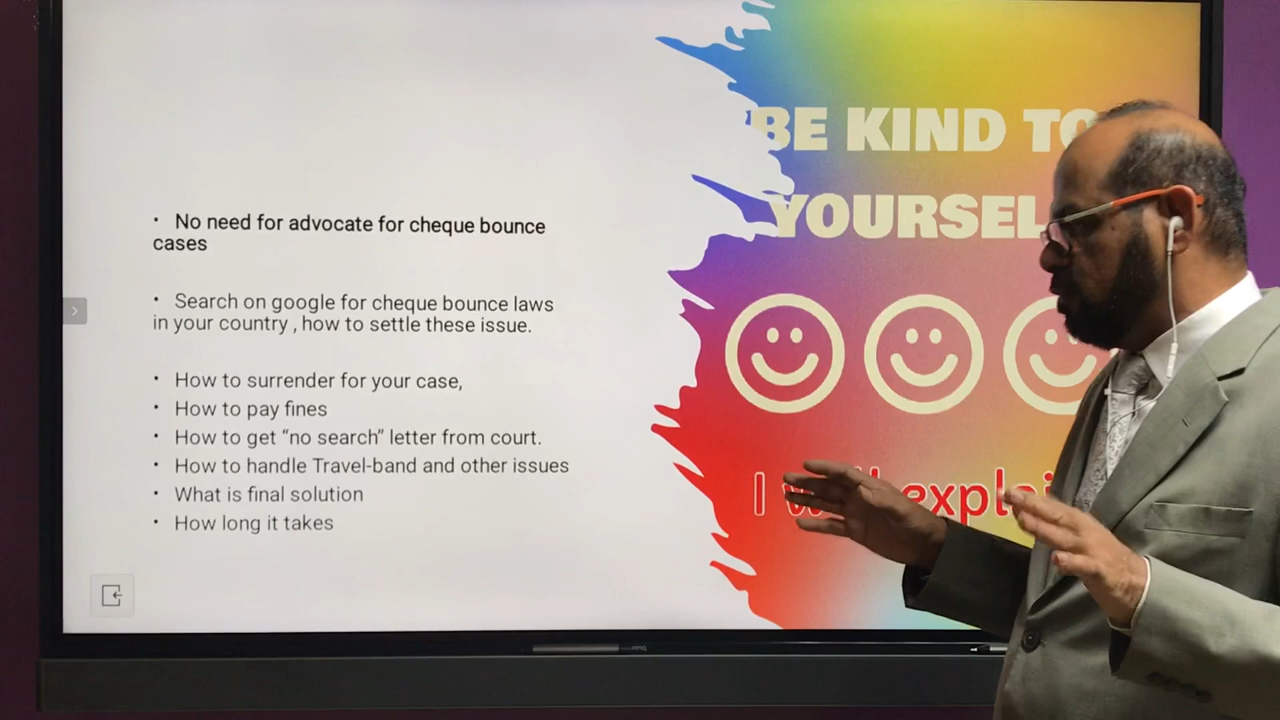 • No need for advocate for cheque bounce
cases
• Search on google for cheque bounce laws
in your country , how to settle these issue.
• How to surrender for your case,
• How to pay fines
• How to get “no search” letter from court.
• How to handle Travel-band and other issues
• What is final solution
• How long it takes
BE KIND TO
YOURSEL
I